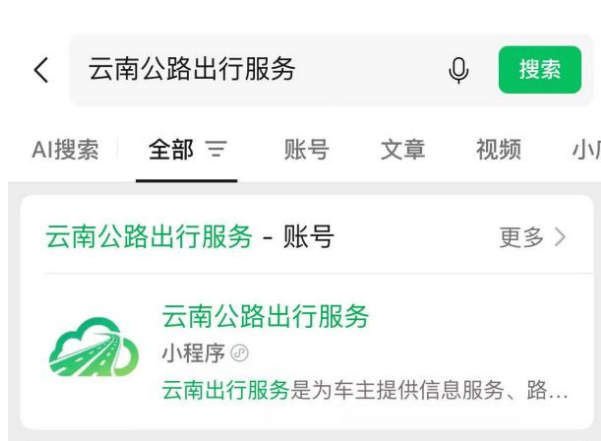 云南公路出行服务 搜索
AI搜索 全部 账号 文章 视频
云南公路出行服务 - 账号 更多
云南公路出行服务
小程序
云南出行服务是为车主提供信息服务、路...